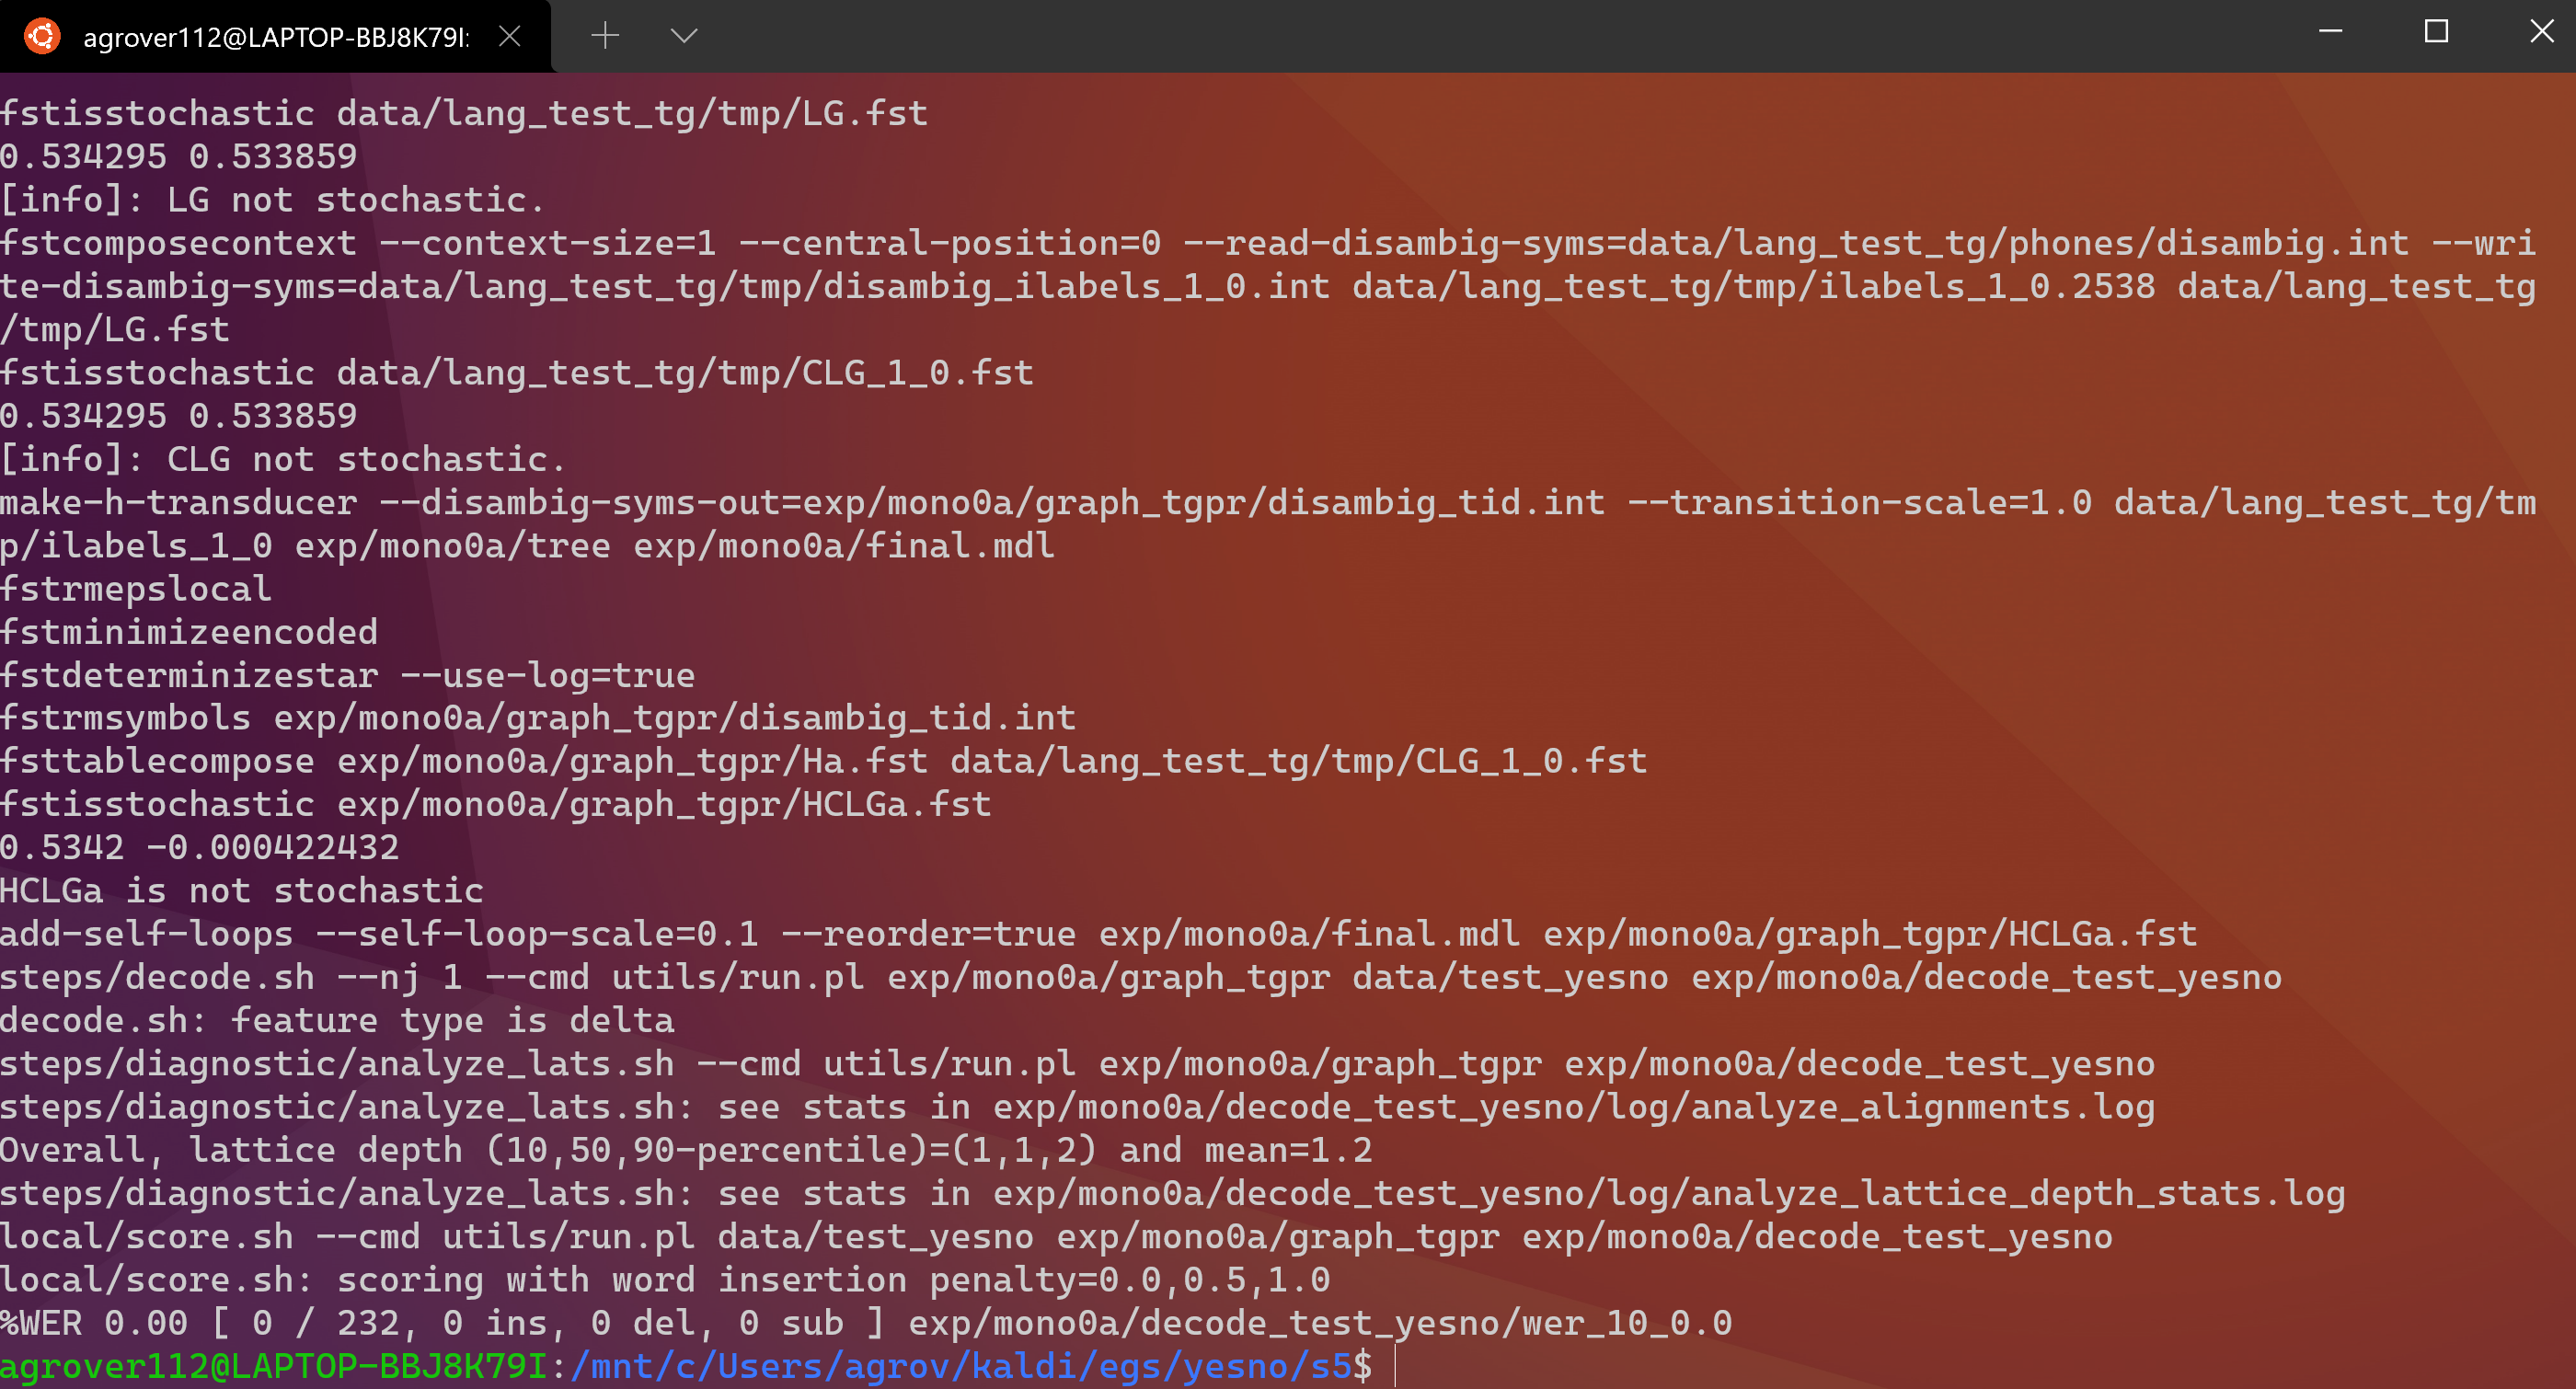 agrover112@LAPTOP-BBJ8K79I:
fstisstochastic data/lang_test_tg/tmp/LG.fst
0.534295 0.533859
[info]: LG not stochastic.
fstcomposecontext --context-size=1 --central-position=0 --read-disambig-syms=data/lang_test_tg/phones/disambig.int --wri
te-disambig-syms=data/lang_test_tg/tmp/disambig_ilabels_1_0.int data/lang_test_tg/tmp/ilabels_1_0.2538 data/lang_test_tg
/tmp/LG.fst
fstisstochastic data/lang_test_tg/tmp/CLG_1_0.fst
0.534295 0.533859
[info]: CLG not stochastic.
make-h-transducer --disambig-syms-out=exp/mono0a/graph_tgpr/disambig_tid.int --transition-scale=1.0 data/lang_test_tg/tm
p/ilabels_1_0 exp/mono0a/tree exp/mono0a/final.mdl
fstrmepslocal
fstminimizeencoded
fstdeterminizestar --use-log=true
fstrmsymbols exp/mono0a/graph_tgpr/disambig_tid.int
fsttablecompose exp/mono0a/graph_tgpr/Ha.fst data/lang_test_tg/tmp/CLG_1_0.fst
fstisstochastic exp/mono0a/graph_tgpr/HCLGa.fst
0.5342 -0.000422432
HCLGa is not stochastic
add-self-loops --self-loop-scale=0.1 --reorder=true exp/mono0a/final.mdl exp/mono0a/graph_tgpr/HCLGa.fst
steps/decode.sh --nj 1 --cmd utils/run.pl exp/mono0a/graph_tgpr data/test_yesno exp/mono0a/decode_test_yesno
decode.sh: feature type is delta
steps/diagnostic/analyze_lats.sh --cmd utils/run.pl exp/mono0a/graph_tgpr exp/mono0a/decode_test_yesno
steps/diagnostic/analyze_lats.sh: see stats in exp/mono0a/decode_test_yesno/log/analyze_alignments.log
Overall, lattice depth (10,50,90-percentile)=(1,1,2) and mean=1.2
steps/diagnostic/analyze_lats.sh: see stats in exp/mono0a/decode_test_yesno/log/analyze_lattice_depth_stats.log
local/score.sh --cmd utils/run.pl data/test_yesno exp/mono0a/graph_tgpr exp/mono0a/decode_test_yesno
local/score.sh: scoring with word insertion penalty=0.0,0.5,1.0
%WER 0.00 [ 0 / 232, 0 ins, 0 del, 0 sub ] exp/mono0a/decode_test_yesno/wer_10_0.0
agrover112@LAPTOP-BBJ8K79I:/mnt/c/Users/agrov/kaldi/egs/yesno/s5$